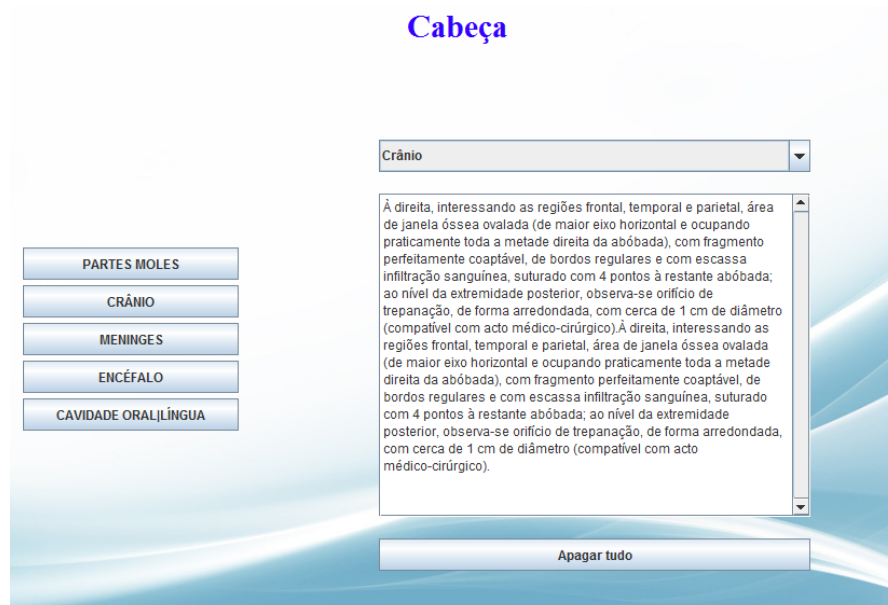 Cabeça
Crânio
À direita, interessando as regiões frontal, temporal e parietal, área
de janela óssea ovalada (de maior eixo horizontal e ocupando
praticamente toda a metade direita da abóbada), com fragmento
perfeitamente coaptável, de bordos regulares e com escassa
infiltração sanguínea, suturado com 4 pontos à restante abóbada;
ao nível da extremidade posterior, observa-se orifício de
trepanação, de forma arredondada, com cerca de 1 cm de diâmetro
(compatível com acto médico-cirúrgico).À direita, interessando as
regiões frontal, temporal e parietal, área de janela óssea ovalada
(de maior eixo horizontal e ocupando praticamente toda a metade
direita da abóbada), com fragmento perfeitamente coaptável, de
bordos regulares e com escassa infiltração sanguínea, suturado
com 4 pontos à restante abóbada; ao nível da extremidade
posterior, observa-se orifício de trepanação, de forma arredondada,
com cerca de 1 cm de diâmetro (compatível com acto
médico-cirúrgico).
PARTES MOLES
CRÂNIO
MENINGES
ENCÉFALO
CAVIDADE ORAL|LÍNGUA
Apagar tudo